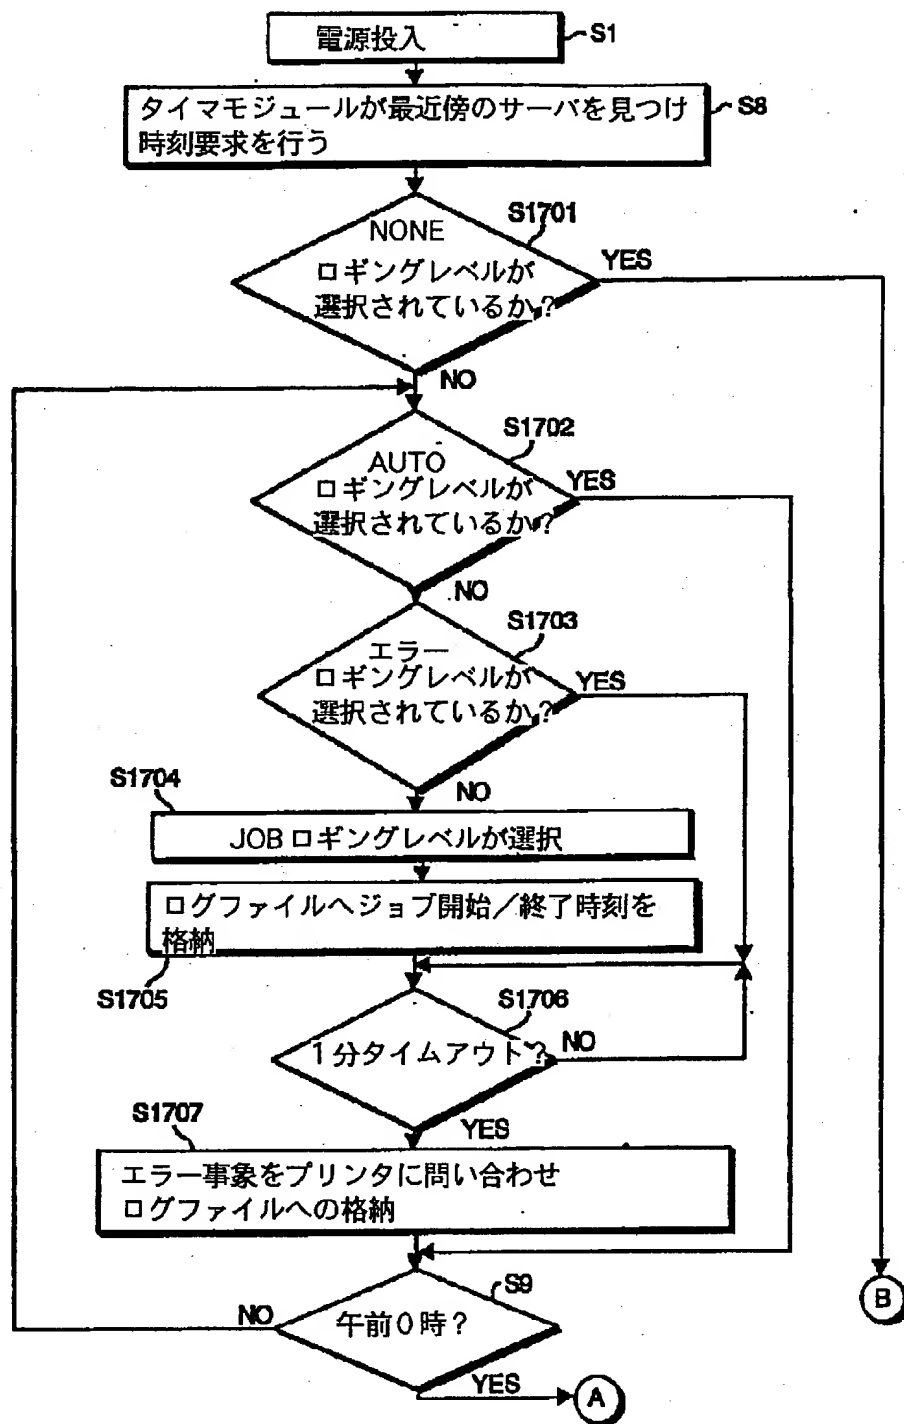 電源投入
S1
タイマモジュールが最近傍のサーバを見つけ
時刻要求を行う
S8
S1701
NONE
ロギングレベルが
選択されているか?
YES
NO
S1702
AUTO
ロギングレベルが
選択されているか?
YES
NO
S1703
エラー
ロギングレベルが
選択されているか?
YES
NO
S1704
JOBロギングレベルが選択
ログファイルへジョブ開始/終了時刻を
格納
S1705
S1706
1分タイムアウト?
NO
YES
S1707
エラー事象をプリンタに問い合わせ
ログファイルへの格納
S9
午前0時?
NO
YES
A
B